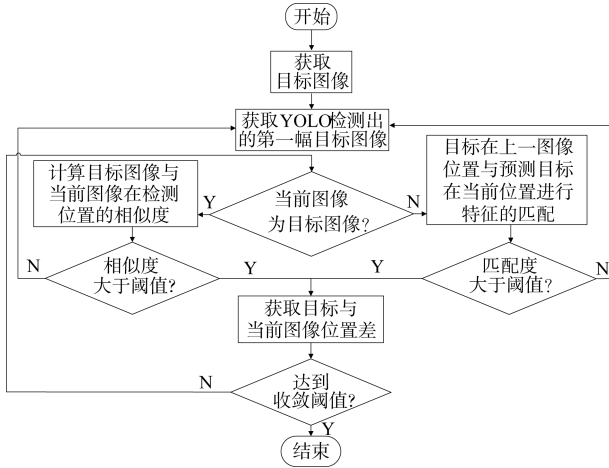 开始
获取
目标图像
获取YOLO检测出
的第一幅目标图像
计算目标图像与
当前图像在检测
位置的相似度
Y
当前图像
为目标图像?
N
目标在上一图像
位置与预测目标
在当前位置进行
特征的匹配
N
相似度
大于阈值?
Y
Y
匹配度
大于阈值?
N
获取目标与
当前图像位置差
N
达到
收敛阈值?
Y
结束